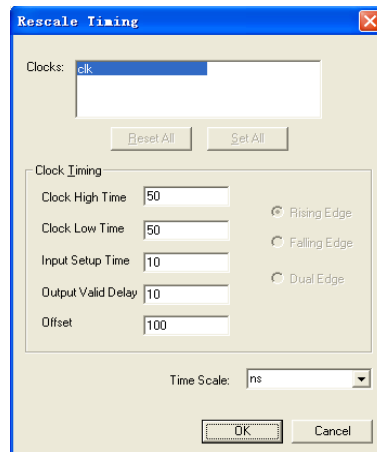 Rescale Timing
Clocks: clk
Reset All Set All
Clock Timing
Clock High Time 50
Clock Low Time 50
Input Setup Time 10
Output Valid Delay 10
Offset 100
Rising Edge
Falling Edge
Dual Edge
Time Scale: ns
OK Cancel